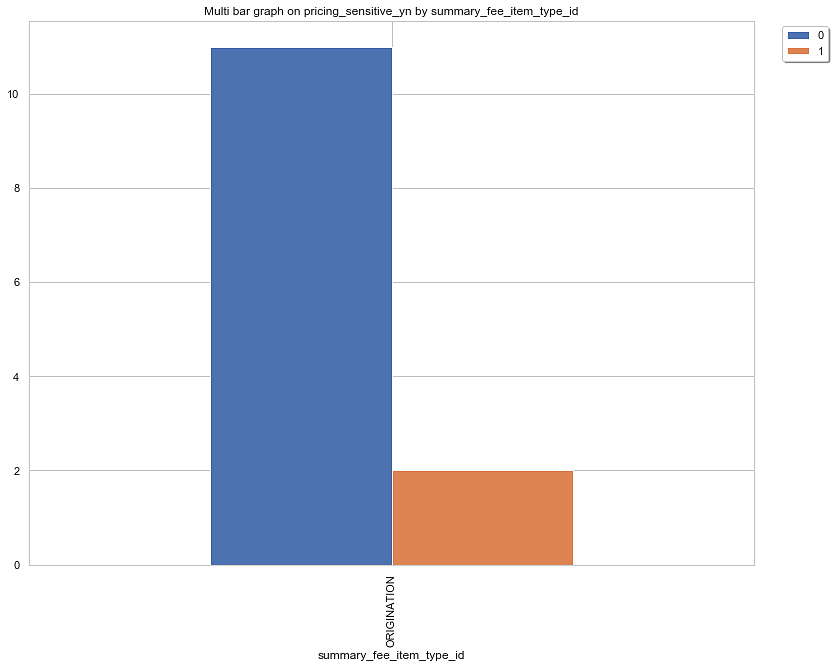 Multi bar graph on pricing_sensitive_yn by summary_fee_item_type_id
0
1
10
8
6
4
2
0
ORIGINATION
summary_fee_item_type_id